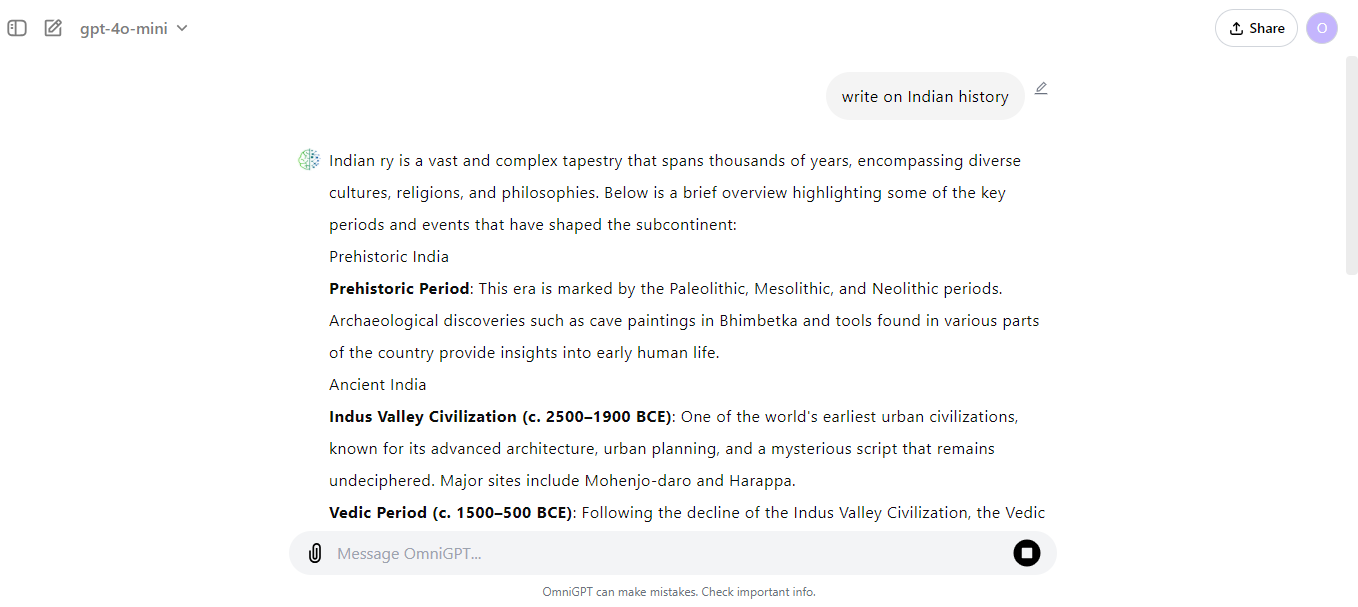 gpt-4o-mini
Share
O
write on Indian history
Indian ry is a vast and complex tapestry that spans thousands of years, encompassing diverse
cultures, religions, and philosophies. Below is a brief overview highlighting some of the key
periods and events that have shaped the subcontinent:
Prehistoric India
Prehistoric Period: This era is marked by the Paleolithic, Mesolithic, and Neolithic periods.
Archaeological discoveries such as cave paintings in Bhimbetka and tools found in various parts
of the country provide insights into early human life.
Ancient India
Indus Valley Civilization (c. 2500–1900 BCE): One of the world's earliest urban civilizations,
known for its advanced architecture, urban planning, and a mysterious script that remains
undeciphered. Major sites include Mohenjo-daro and Harappa.
Vedic Period (c. 1500–500 BCE): Following the decline of the Indus Valley Civilization, the Vedic
Message OmniGPT...
OmniGPT can make mistakes. Check important info.